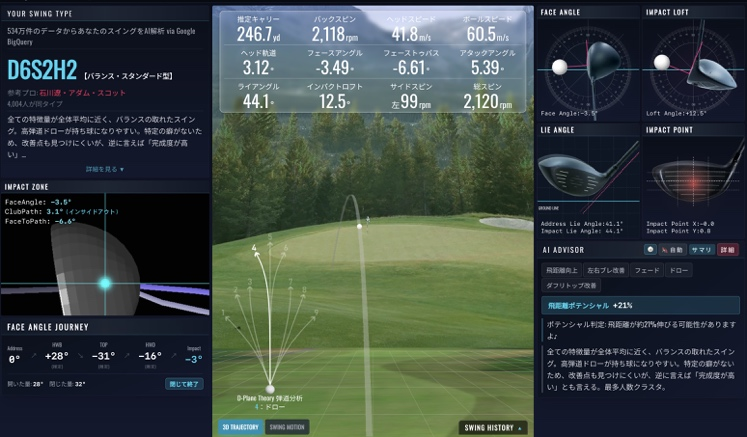 YOUR SWING TYPE
534万件のデータからあなたのスイングをAI解析 via Google
BigQuery
D6S2H2 【バランス・スタンダード型】
参考プロ: 石川遼・アダム・スコット
4,004人が同タイプ
全ての特徴量が全体平均に近く、バランスの取れたスイン
グ。高弾道ドローが持ち球になりやすい。特定の癖がないた
め、改善点も見つけにくいが、逆に言えば「完成度が高
い」…
詳細を見る ▼
IMPACT ZONE
FaceAngle: -3.5°
ClubPath: 3.1° (インサイドアウト)
FaceToPath: -6.6°
FACE ANGLE JOURNEY
Address HWB TOP HWD Impact
0° +28° -31° -16° -3°
開いた量: 28° 閉じた量: 32°
閉じて終了
推定キャリー バックスピン ヘッドスピード ボールスピード
246.7yd 2,118rpm 41.8m/s 60.5m/s
ヘッド軌道 フェースアングル フェーストゥパス アタックアングル
3.12° -3.49° -6.61° 5.39°
ライアングル インパクトロフト サイドスピン 総スピン
44.1° 12.5° 左99rpm 2,120rpm
4
D-Plane Theory 弾道分析
4：ドロー
3D TRAJECTORY SWING MOTION
SWING HISTORY ▲
FACE ANGLE
Face Angle:-3.5°
IMPACT LOFT
Loft Angle:+12.5°
LIE ANGLE
GROUND LINE
Address Lie Angle:41.1°
Impact Lie Angle: 44.1°
IMPACT POINT
Impact Point X:-0.0
Impact Point Y:0.8
AI ADVISOR
自動 サマリ 詳細
飛距離向上 左右ブレ改善 フェード ドロー
ダフリトップ改善
飛距離ポテンシャル +21%
ポテンシャル判定: 飛距離が約21%伸びる可能性があります
よ♪
全ての特徴量が全体平均に近く、バランスの取れたスイン
グ。高弾道ドローが持ち球になりやすい。特定の癖がない
ため、改善点も見つけにくいが、逆に言えば「完成度が高
い」とも言える。最多人数クラスタ。